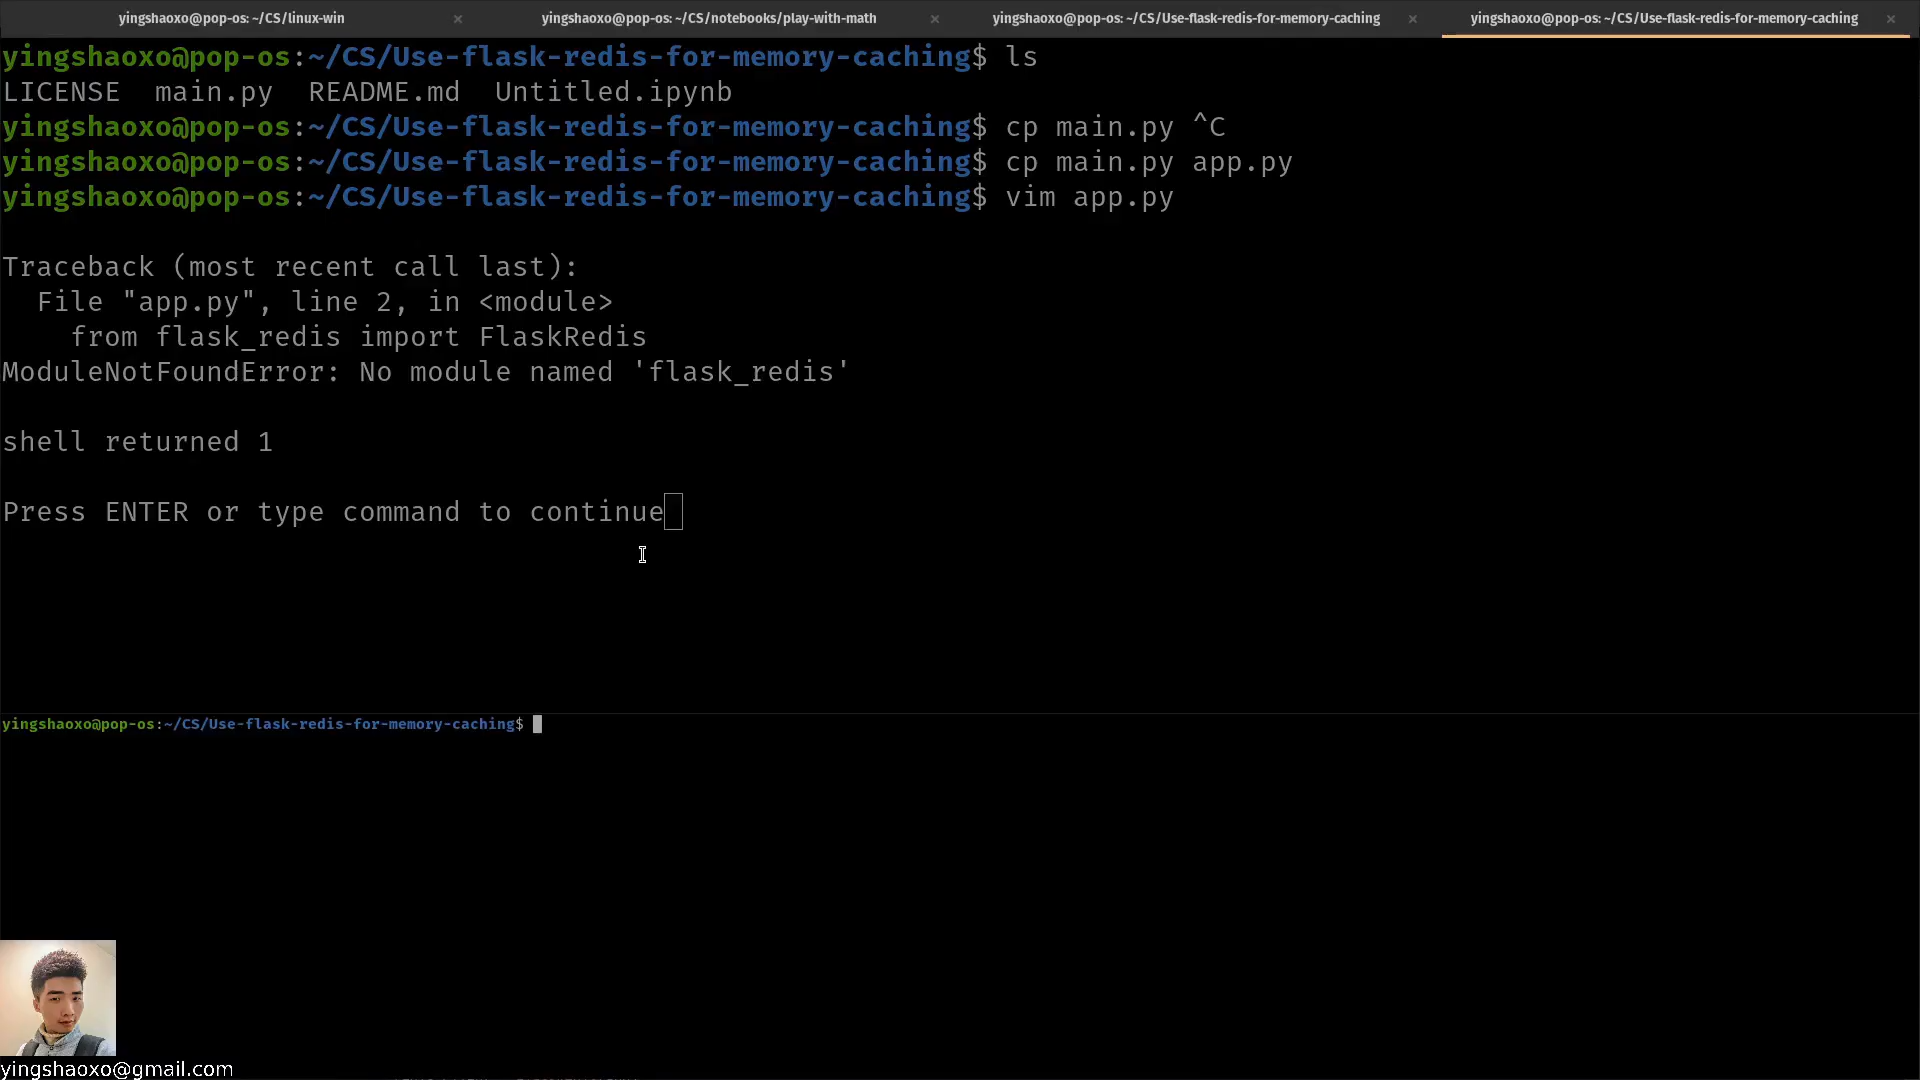 yingshaoxo@pop-os: ~/CS/linux-win × yingshaoxo@pop-os: ~/CS/notebooks/play-with-math × yingshaoxo@pop-os: ~/CS/Use-flask-redis-for-memory-caching × yingshaoxo@pop-os: ~/CS/Use-flask-redis-for-memory-caching ×
yingshaoxo@pop-os:~/CS/Use-flask-redis-for-memory-caching$ ls
LICENSE  main.py  README.md  Untitled.ipynb
yingshaoxo@pop-os:~/CS/Use-flask-redis-for-memory-caching$ cp main.py ^C
yingshaoxo@pop-os:~/CS/Use-flask-redis-for-memory-caching$ cp main.py app.py
yingshaoxo@pop-os:~/CS/Use-flask-redis-for-memory-caching$ vim app.py
Traceback (most recent call last):
  File "app.py", line 2, in <module>
    from flask_redis import FlaskRedis
ModuleNotFoundError: No module named 'flask_redis'
shell returned 1
Press ENTER or type command to continue
yingshaoxo@pop-os:~/CS/Use-flask-redis-for-memory-caching$
yingshaoxo@gmail.com